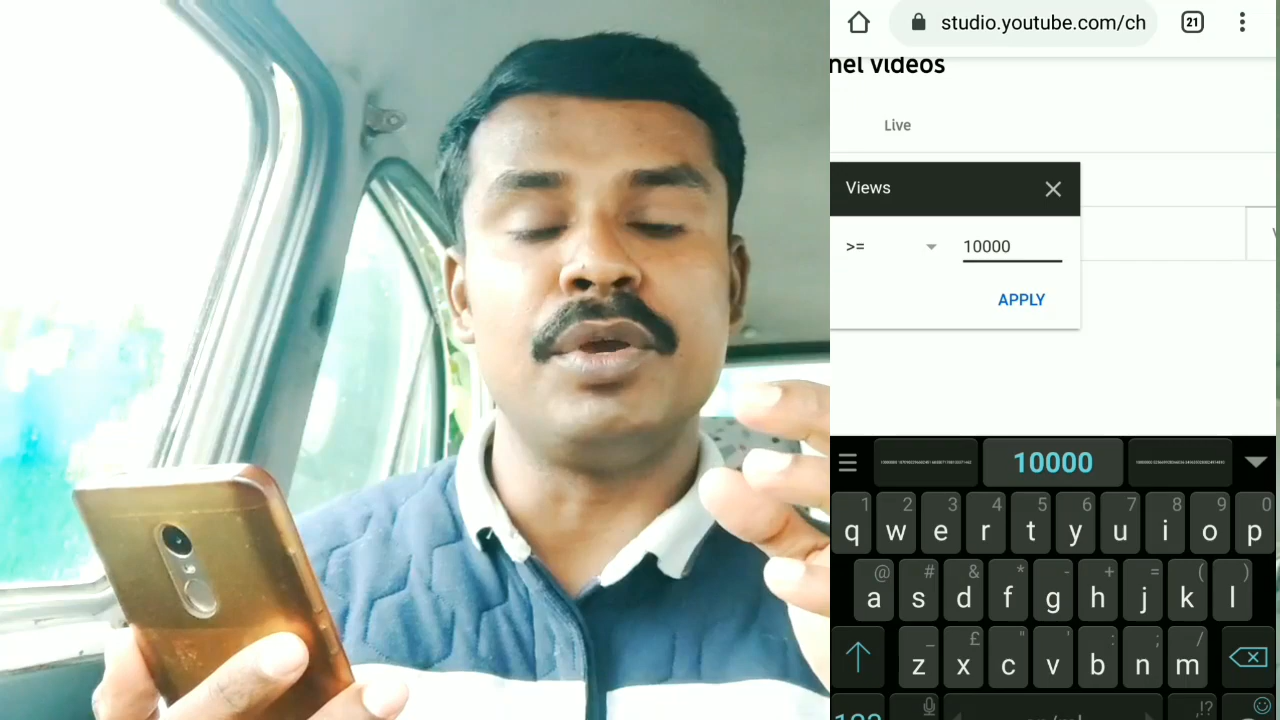 studio.youtube.com/ch
21
nel videos
Live
Views
>=
10000
APPLY
10000
1 2 3 4 5 6 7 8 9 0
q w e r t y u i o p
@ # & * - + = ( )
a s d f g h j k l
_ £ " ' : ; /
z x c v b n m
!?